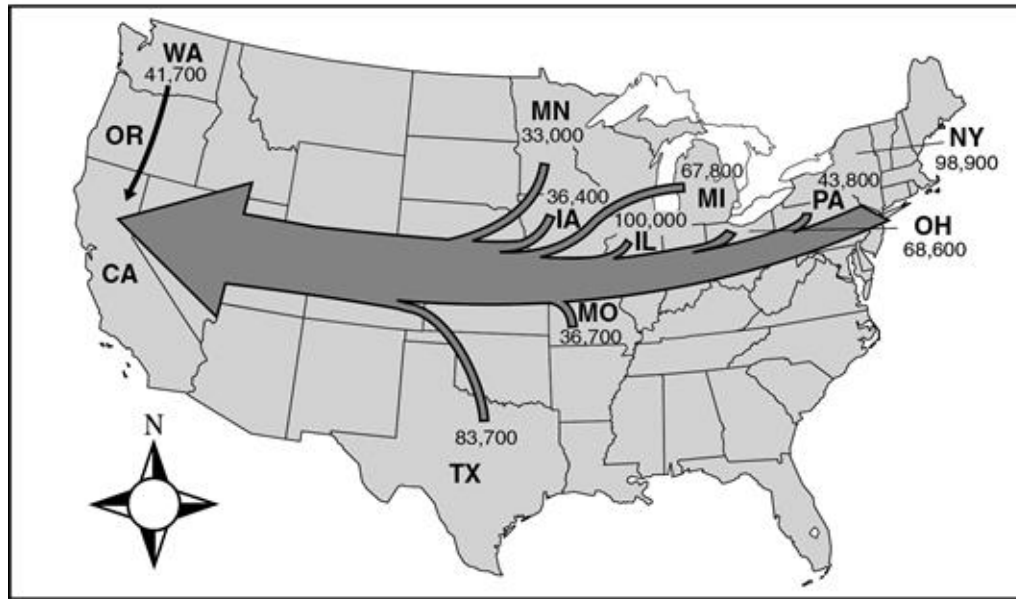 WA
41,700
OR
CA
MN
33,000
36,400
IA
67,800
MI
100,000
IL
43,800
PA
NY
98,900
OH
68,600
MO
36,700
83,700
TX
N